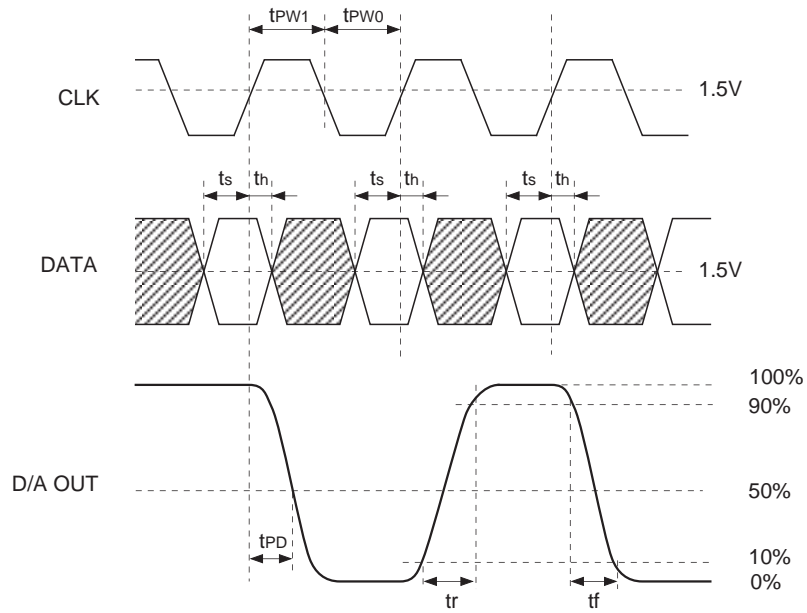 tPW1 tPW0
CLK 1.5V
ts th ts th ts th
DATA 1.5V
100%
90%
D/A OUT 50%
tPD
10%
0%
tr tf